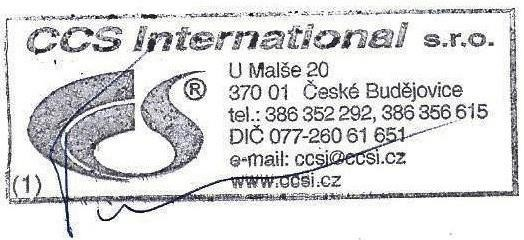 CCS International s.r.o.
U Malše 20
370 01 České Budějovice
tel.: 386 352 292, 386 356 615
DIČ 077-260 61 651
e-mail: ccsi@ccsi.cz
www.ccsi.cz
®
(1)